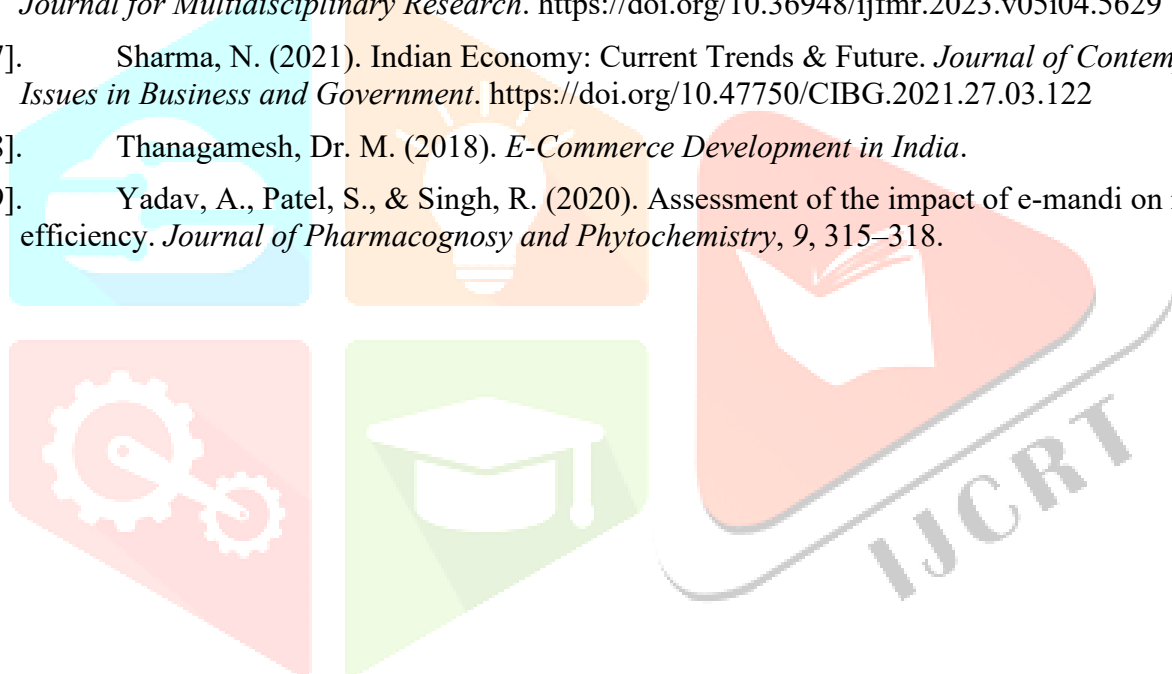 Journal for Multidisciplinary Research. https://doi.org/10.36948/ijfmr.2023.v05i04.5629
7]. Sharma, N. (2021). Indian Economy: Current Trends & Future. Journal of Contem
Issues in Business and Government. https://doi.org/10.47750/CIBG.2021.27.03.122
8]. Thanagamesh, Dr. M. (2018). E-Commerce Development in India.
9]. Yadav, A., Patel, S., & Singh, R. (2020). Assessment of the impact of e-mandi on
efficiency. Journal of Pharmacognosy and Phytochemistry, 9, 315–318.
IJCRT